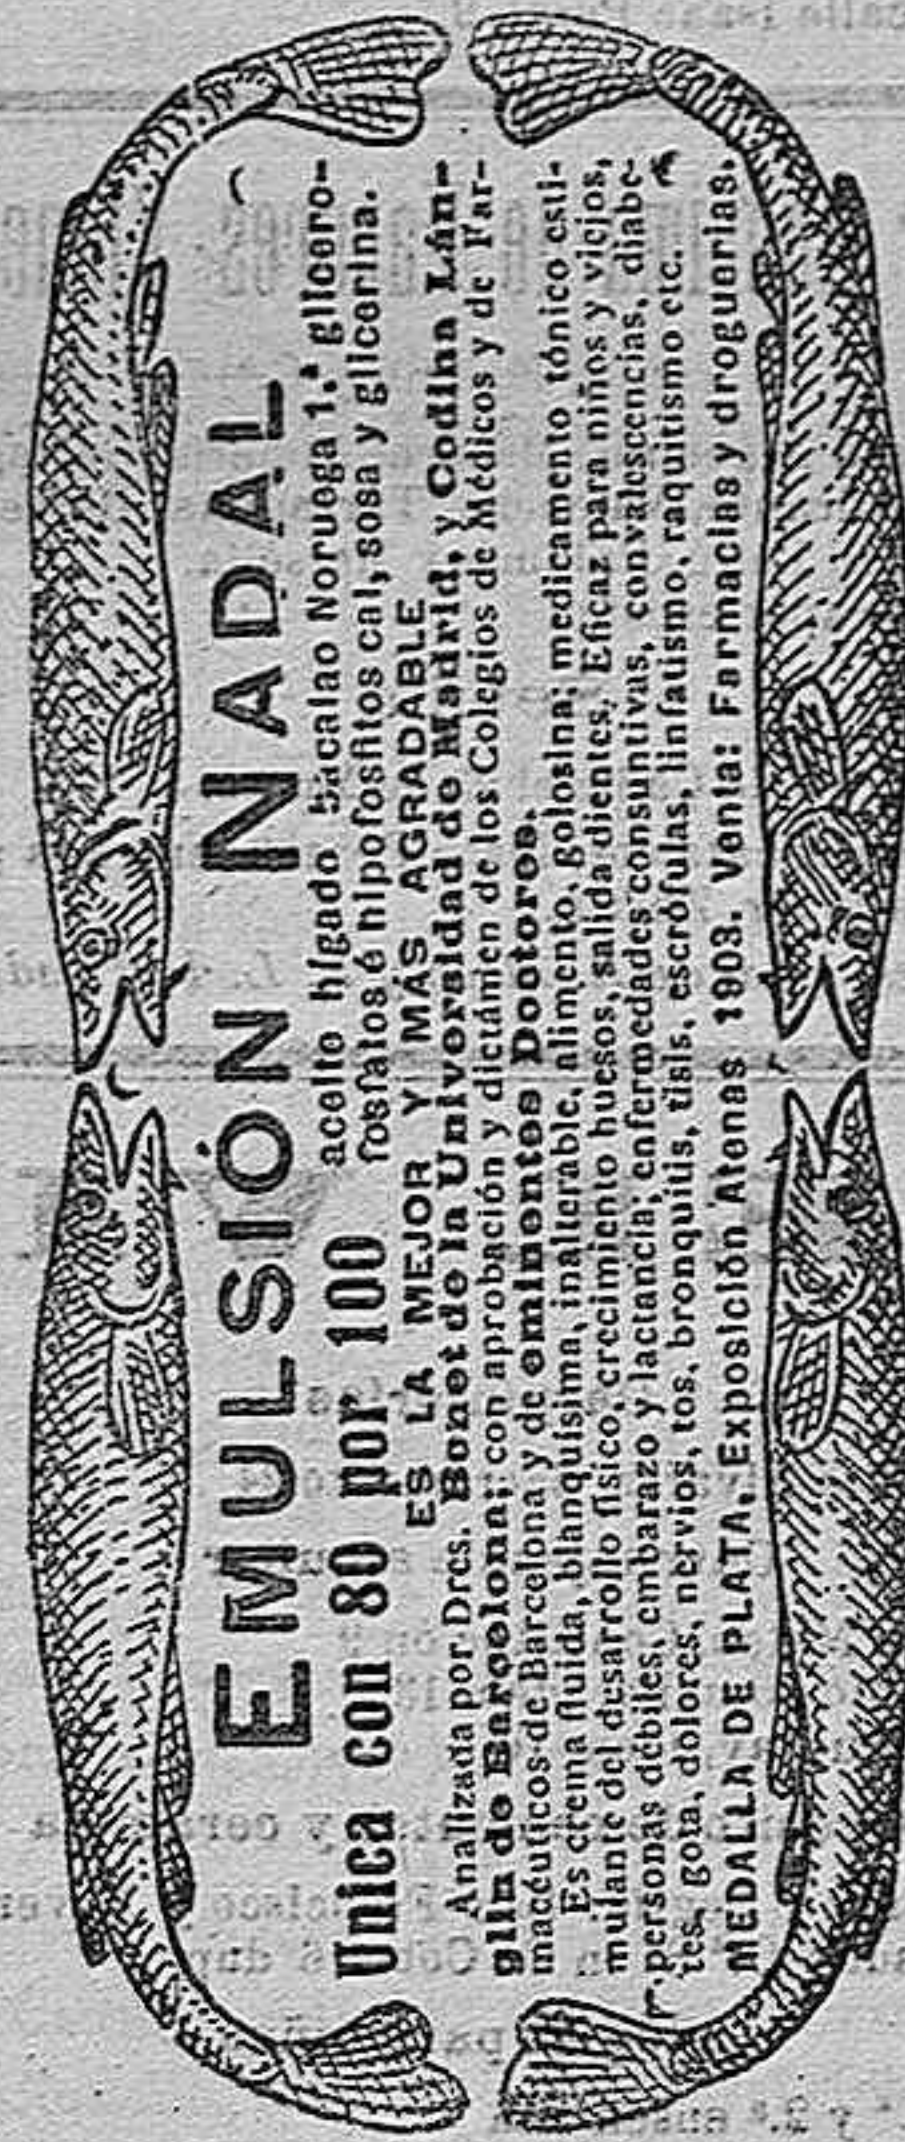 EMULSIÓN NADAL
Unica con 80 por 100 aceite hígado bacalao Noruega 1.ª glicero-
fosfatos é hipofosfitos cal, sosa y glicerina.
ES LA MEJOR Y MÁS AGRADABLE
Analizada por Dres. Bonet de la Universidad de Madrid, y Codina Län-
glin de Barcelona; con aprobación y dictámen de los Colegios de Médicos y de Far-
macéuticos de Barcelona y de eminentes Doctores.
Es crema fluida, blanquísima, inalterable, alimento, golosina; medicamento tónico esti-
mulante del dusarrollo físico, crecimiento huesos, salida dientes, Eficaz para niños y viejos,
personas débiles, embarazo y lactancia; enfermedades consuntivas, convalescencias, diabe-
tes, gota, dolores, nervios, tos, bronquitis, tisis, escrófulas, linfatismo, raquitismo etc.
MEDALLA DE PLATA, Exposición Atenas 1903. Venta: Farmacias y droguerías.